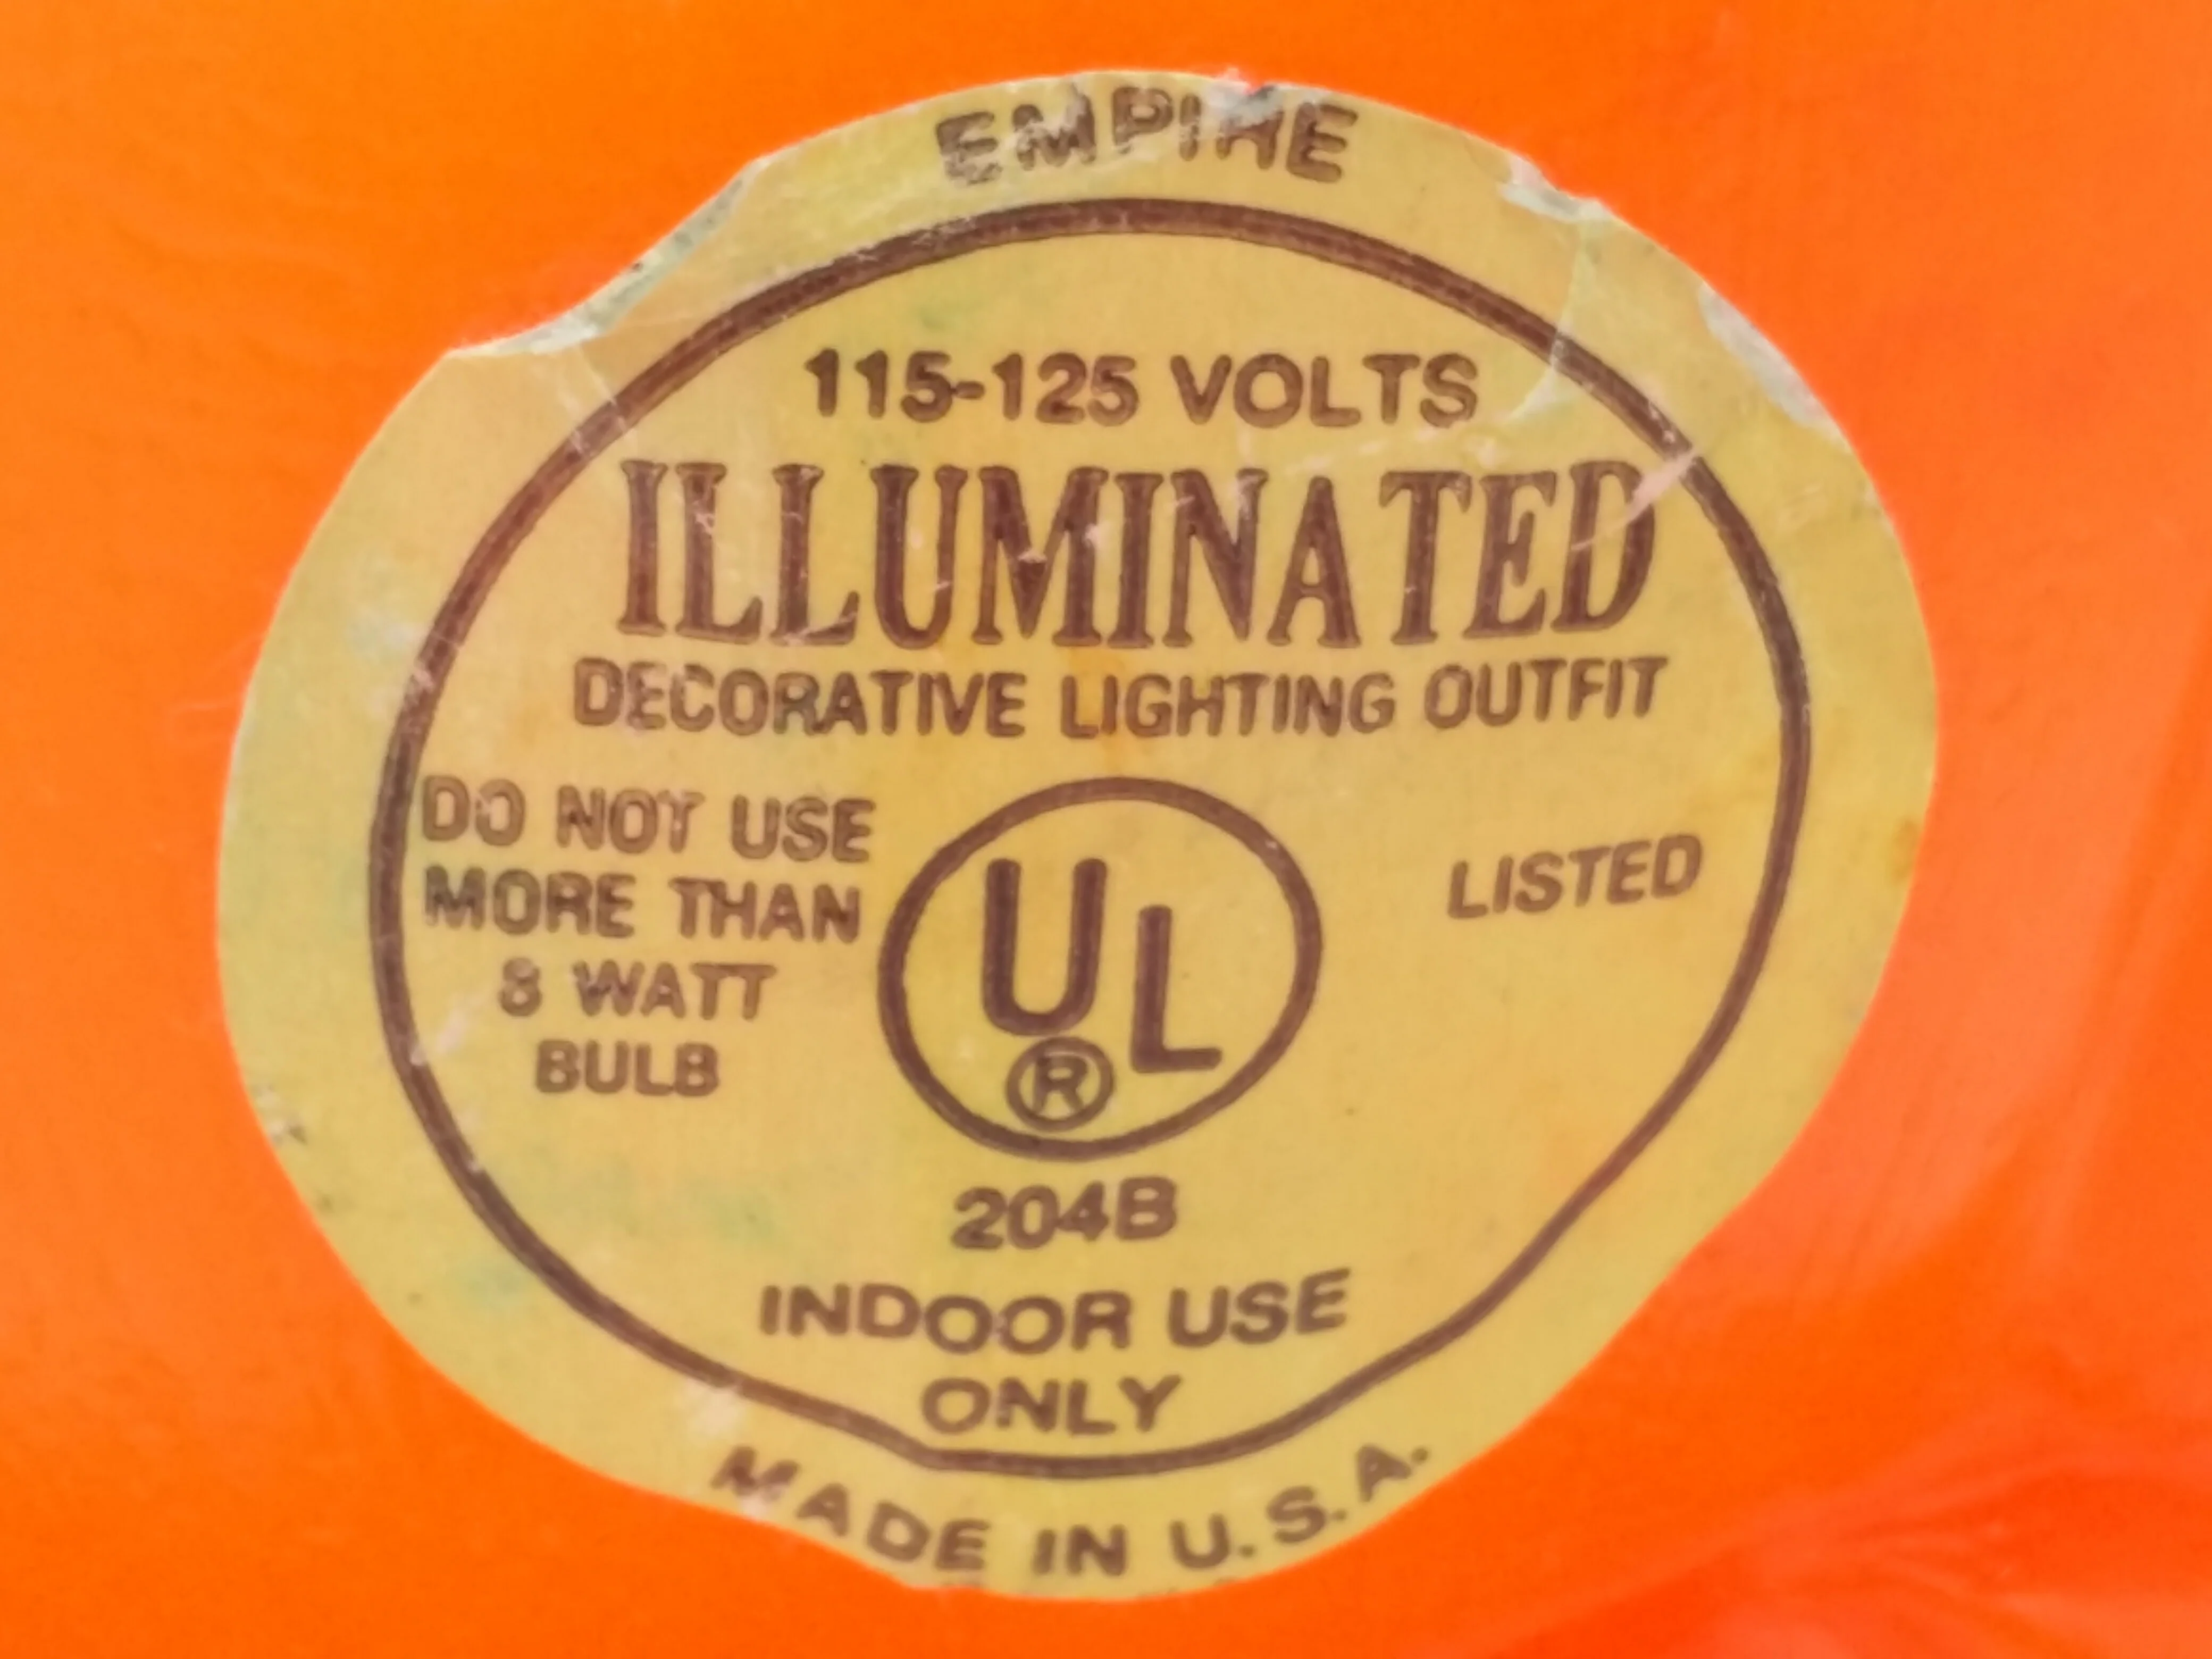 EMPIRE
115-125 VOLTS
ILLUMINATED
DECORATIVE LIGHTING OUTFIT
DO NOT USE
MORE THAN
8 WATT
BULB
UL
®
LISTED
204B
INDOOR USE
ONLY
MADE IN U.S.A.